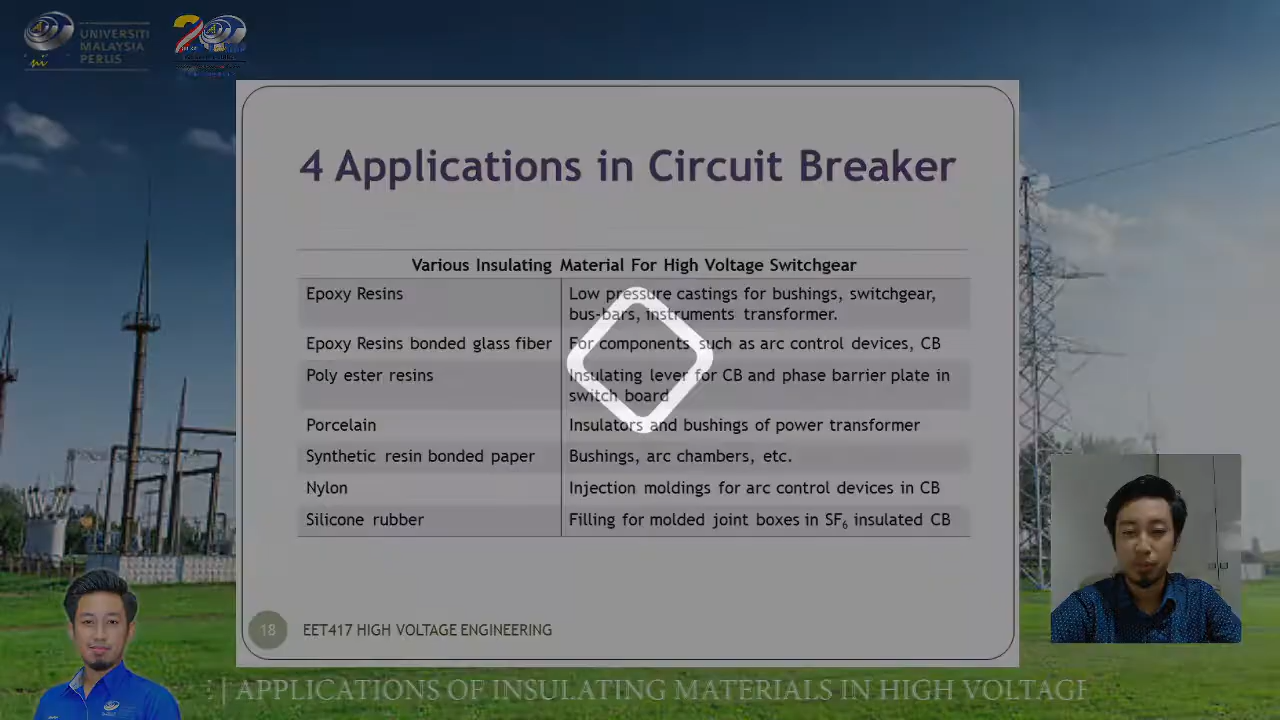 UNIVERSITI
MALAYSIA
PERLIS
4 Applications in Circuit Breaker
Various Insulating Material For High Voltage Switchgear
Epoxy Resins
Low pressure castings for bushings, switchgear,
bus-bars, instruments transformer.
Epoxy Resins bonded glass fiber
For components such as arc control devices, CB
Poly ester resins
Insulating lever for CB and phase barrier plate in
switch board
Porcelain
Insulators and bushings of power transformer
Synthetic resin bonded paper
Bushings, arc chambers, etc.
Nylon
Injection moldings for arc control devices in CB
Silicone rubber
Filling for molded joint boxes in SF₆ insulated CB
18
EET417 HIGH VOLTAGE ENGINEERING
| APPLICATIONS OF INSULATING MATERIALS IN HIGH VOLTAGE